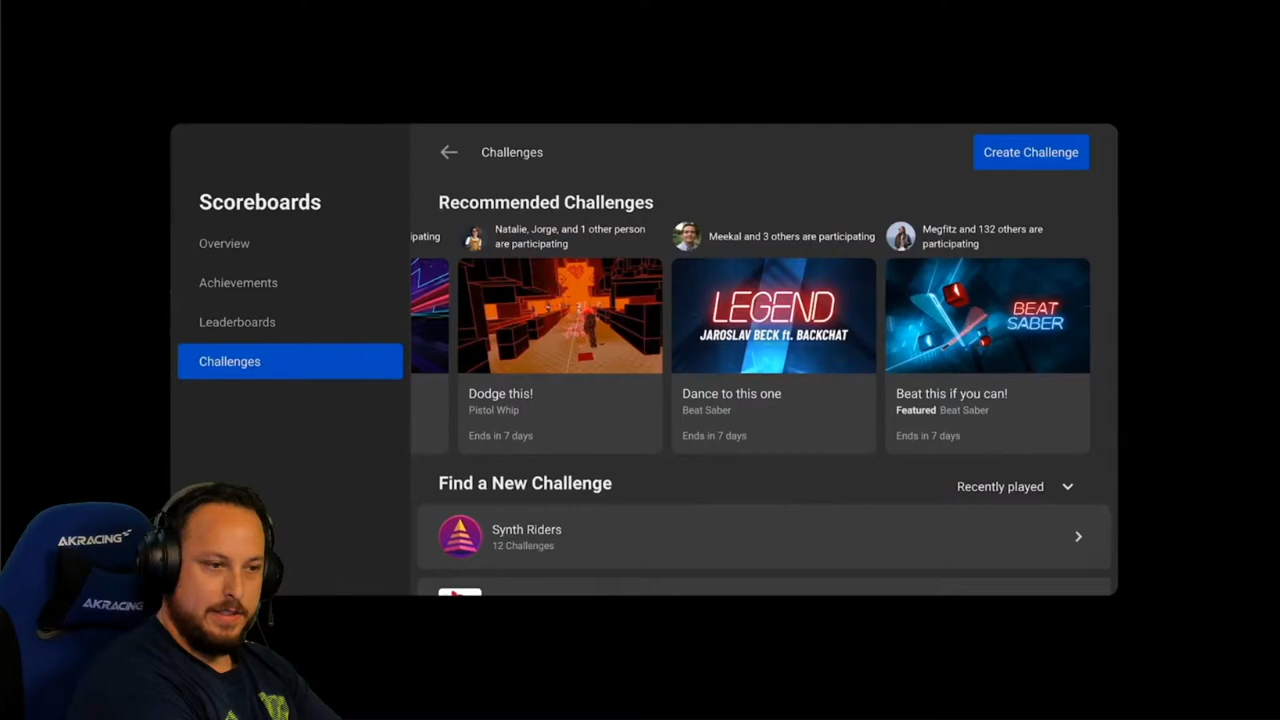 Scoreboards
Overview
Achievements
Leaderboards
Challenges
Challenges
Create Challenge
Recommended Challenges
ipating
Natalie, Jorge, and 1 other person
are participating
Meekal and 3 others are participating
Megfitz and 132 others are
participating
LEGEND
JAROSLAV BECK ft. BACKCHAT
BEAT
SABER
Dodge this!
Pistol Whip
Ends in 7 days
Dance to this one
Beat Saber
Ends in 7 days
Beat this if you can!
Featured Beat Saber
Ends in 7 days
Find a New Challenge
Recently played
Synth Riders
12 Challenges
AKRACING
AKRACING